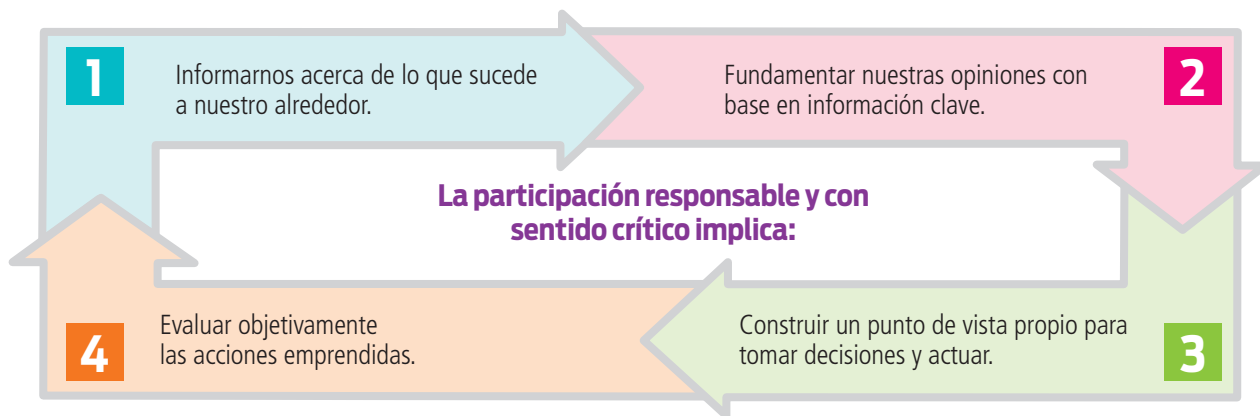 1
Informarnos acerca de lo que sucede
a nuestro alrededor.
Fundamentar nuestras opiniones con
base en información clave.
2
La participación responsable y con
sentido crítico implica:
4
Evaluar objetivamente
las acciones emprendidas.
Construir un punto de vista propio para
tomar decisiones y actuar.
3